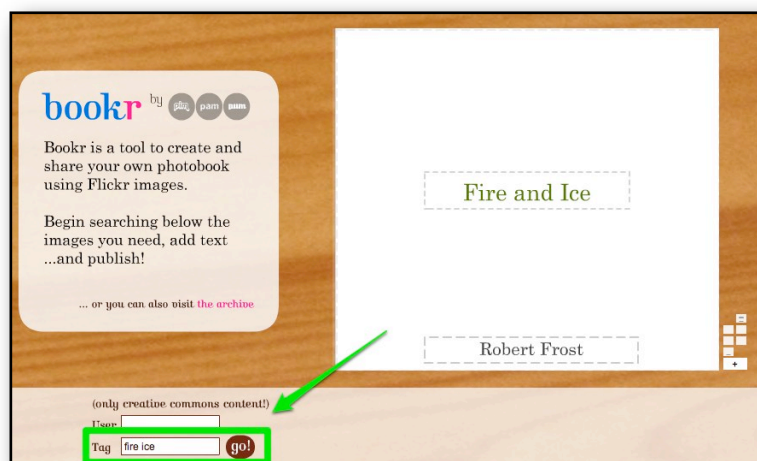 bookr by pim pam pum
Bookr is a tool to create and
share your own photobook
using Flickr images.
Begin searching below the
images you need, add text
...and publish!
... or you can also visit the archive
Fire and Ice
Robert Frost
(only creative commons content!)
User
Tag fire ice go!